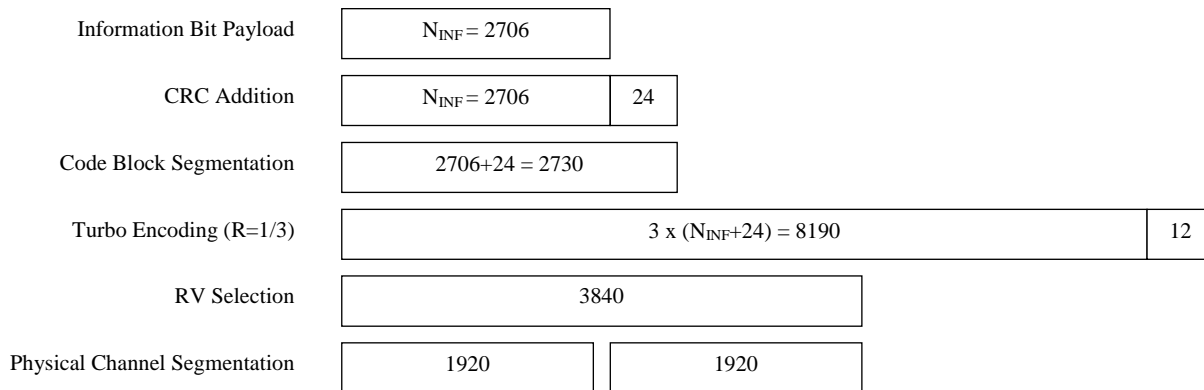 Information Bit Payload N_INF = 2706
CRC Addition N_INF = 2706 24
Code Block Segmentation 2706+24 = 2730
Turbo Encoding (R=1/3) 3 x (N_INF+24) = 8190 12
RV Selection 3840
Physical Channel Segmentation 1920 1920